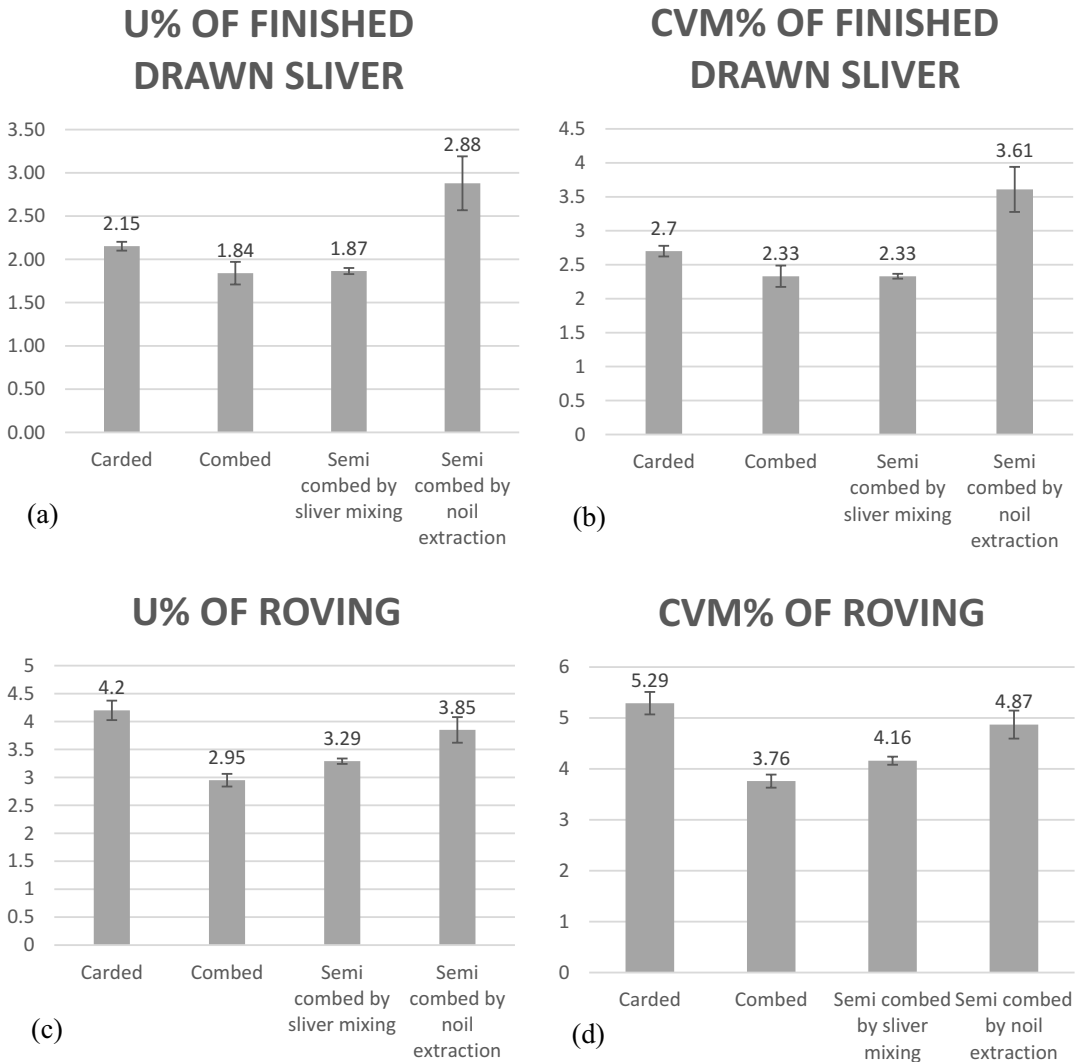 U% OF FINISHED
DRAWN SLIVER
3.50
3.00
2.50
2.00
1.50
1.00
0.50
0.00
2.15
1.84
1.87
2.88
Carded
Combed
Semi
combed by
sliver mixing
Semi
combed by
noil
extraction
(a)
CVM% OF FINISHED
DRAWN SLIVER
4.5
4
3.5
3
2.5
2
1.5
1
0.5
0
2.7
2.33
2.33
3.61
Carded
Combed
Semi
combed by
sliver mixing
Semi
combed by
noil
extraction
(b)
U% OF ROVING
5
4.5
4
3.5
3
2.5
2
1.5
1
0.5
0
4.2
2.95
3.29
3.85
Carded
Combed
Semi
combed by
sliver mixing
Semi
combed by
noil
extraction
(c)
CVM% OF ROVING
6
5
4
3
2
1
0
5.29
3.76
4.16
4.87
Carded
Combed
Semi combed
by sliver
mixing
Semi combed
by noil
extraction
(d)